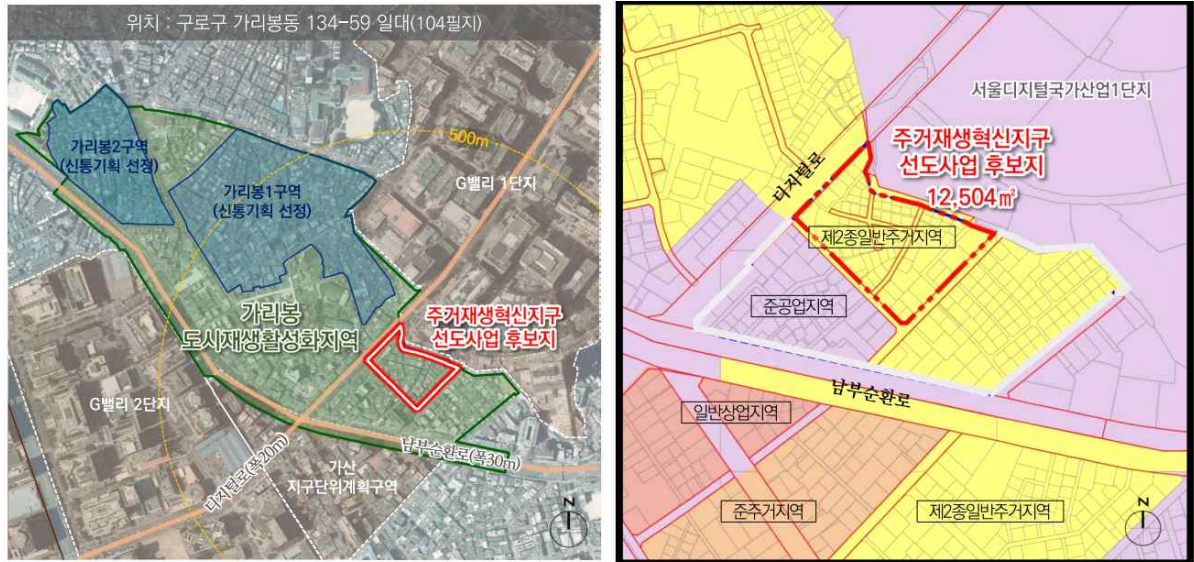 위치 : 구로구 가리봉동 134-59 일대(104필지)
가리봉2구역
(신통기획 선정)
500m
가리봉1구역
(신통기획 선정)
G밸리 1단지
가리봉
도시재생활성화지역
주거재생혁신지구
선도사업 후보지
G밸리 2단지
남부순환로(폭30m)
디지털로(폭20m)
가산
지구단위계획구역
N
서울디지털국가산업1단지
주거재생혁신지구
선도사업 후보지
12,504㎡
디지털로
제2종일반주거지역
준공업지역
남부순환로
일반상업지역
준주거지역
제2종일반주거지역
N